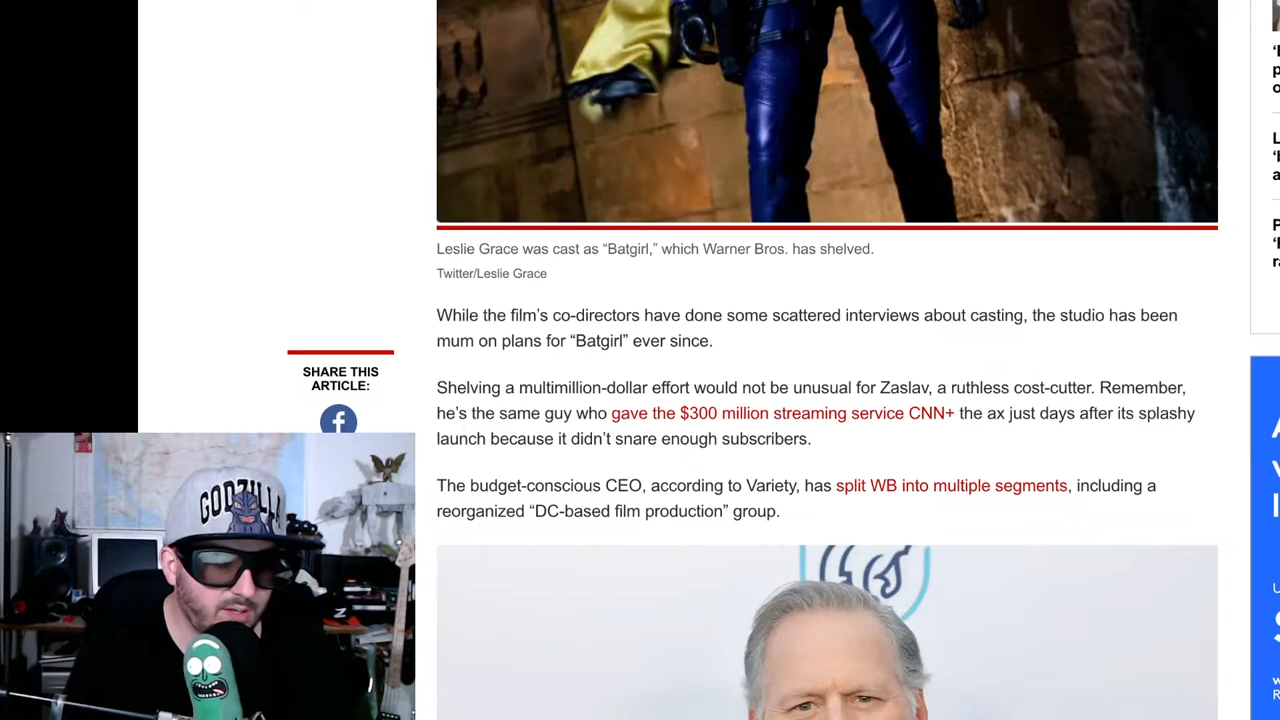 Leslie Grace was cast as “Batgirl,” which Warner Bros. has shelved.
Twitter/Leslie Grace
While the film’s co-directors have done some scattered interviews about casting, the studio has been
mum on plans for “Batgirl” ever since.
SHARE THIS
ARTICLE:
Shelving a multimillion-dollar effort would not be unusual for Zaslav, a ruthless cost-cutter. Remember,
he’s the same guy who gave the $300 million streaming service CNN+ the ax just days after its splashy
launch because it didn’t snare enough subscribers.
The budget-conscious CEO, according to Variety, has split WB into multiple segments, including a
reorganized “DC-based film production” group.
GODZILLA